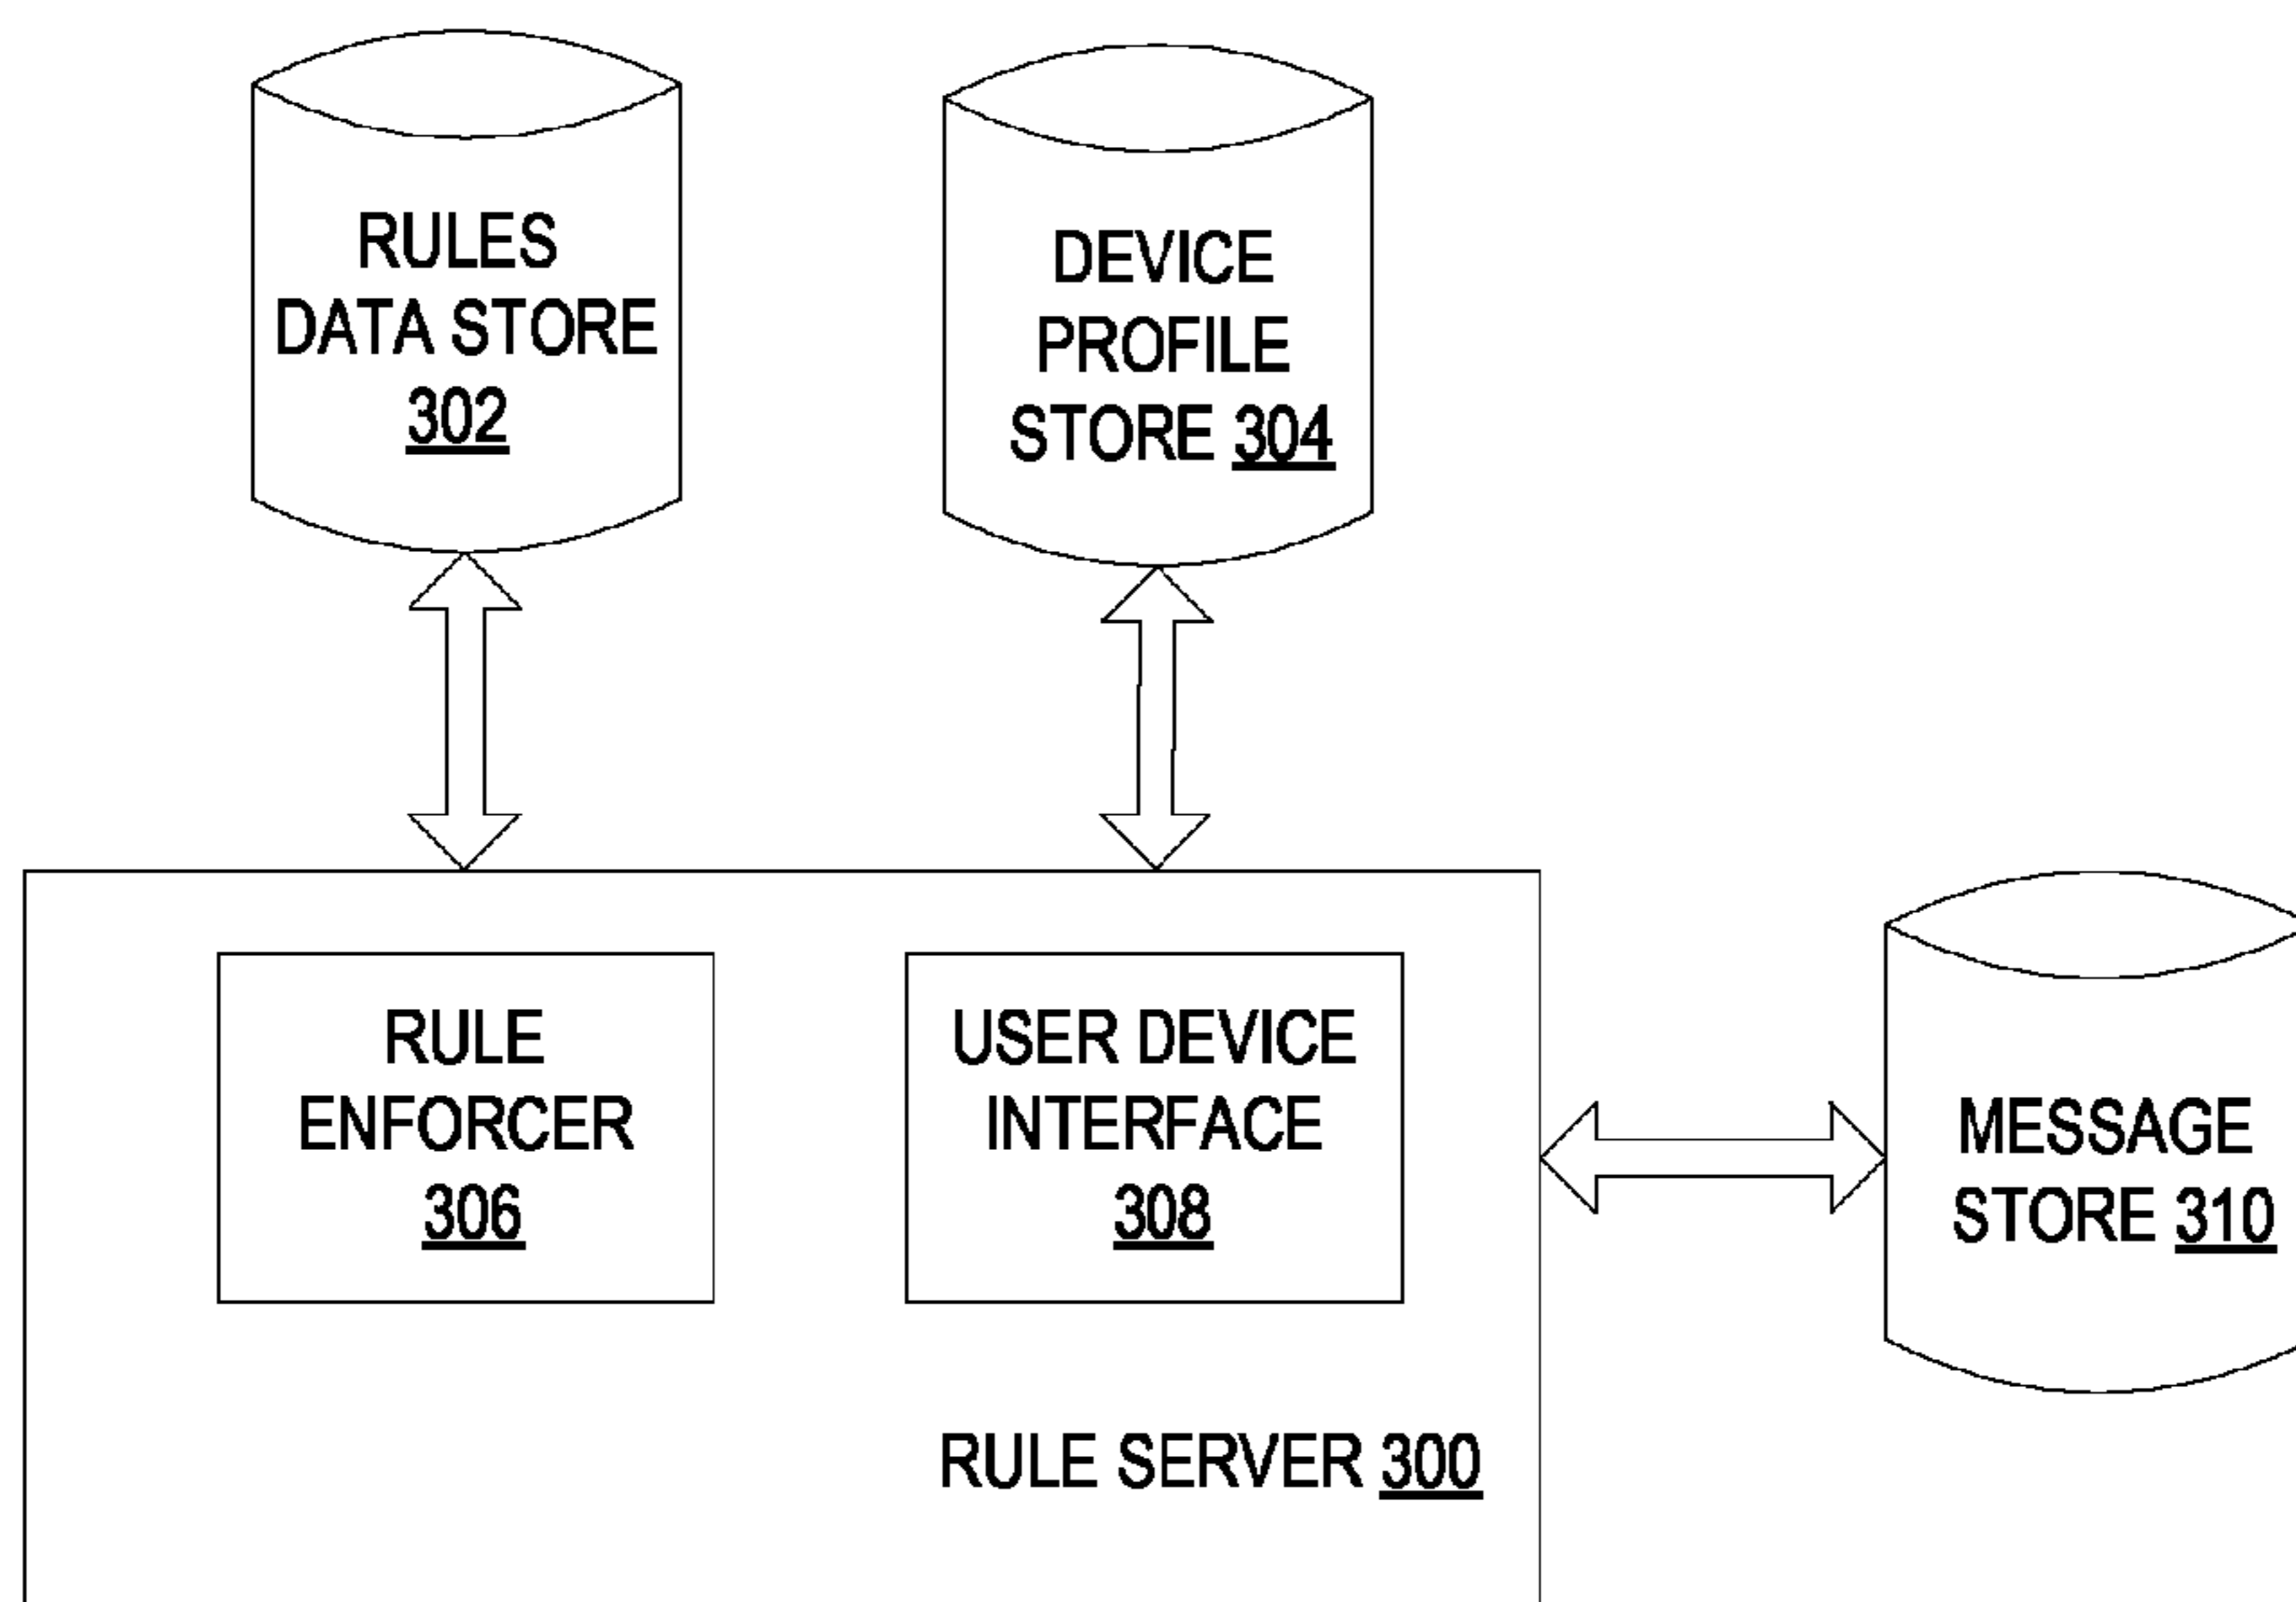 RULES
DATA STORE
302
DEVICE
PROFILE
STORE 304
RULE
ENFORCER
306
USER DEVICE
INTERFACE
308
MESSAGE
STORE 310
RULE SERVER 300